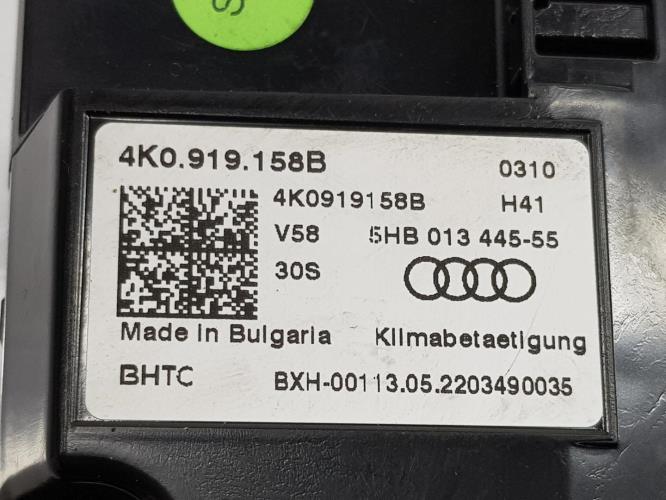 S
4K0.919.158B 0310
4K0919158B H41
V58 5HB 013 445-55
30S
Made in Bulgaria Klimabetaetigung
BHTC BXH-00113.05.2203490035